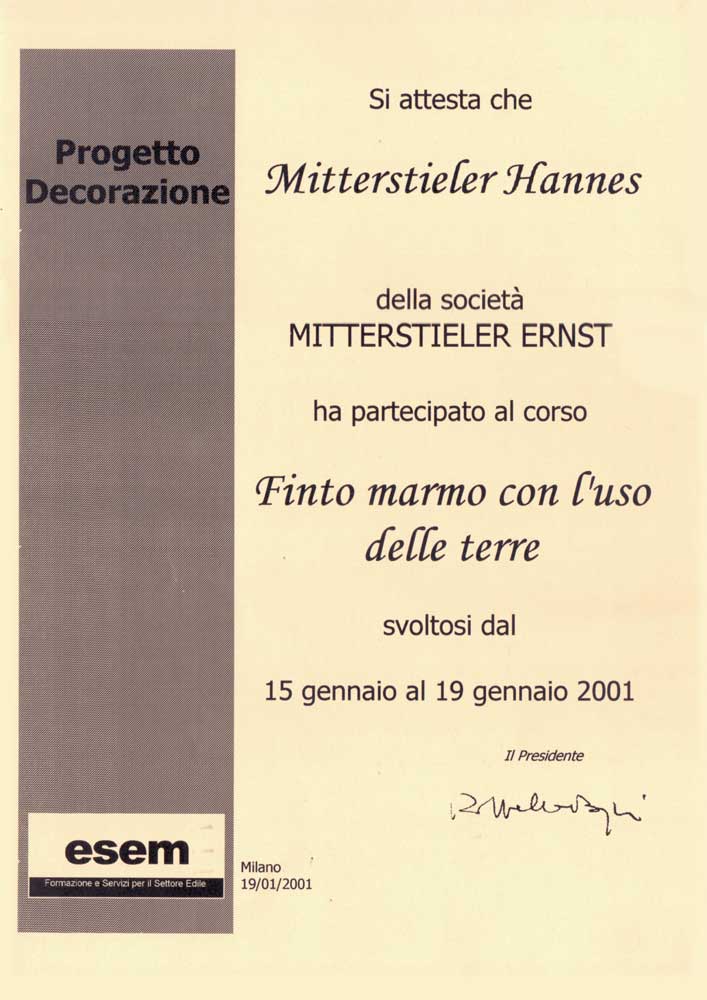 Progetto
Decorazione
Si attesta che
Mitterstieler Hannes
della società
MITTERSTIELER ERNST
ha partecipato al corso
Finto marmo con l'uso
delle terre
svoltosi dal
15 gennaio al 19 gennaio 2001
Il Presidente
esem
Formazione e Servizi per il Settore Edile
Milano
19/01/2001